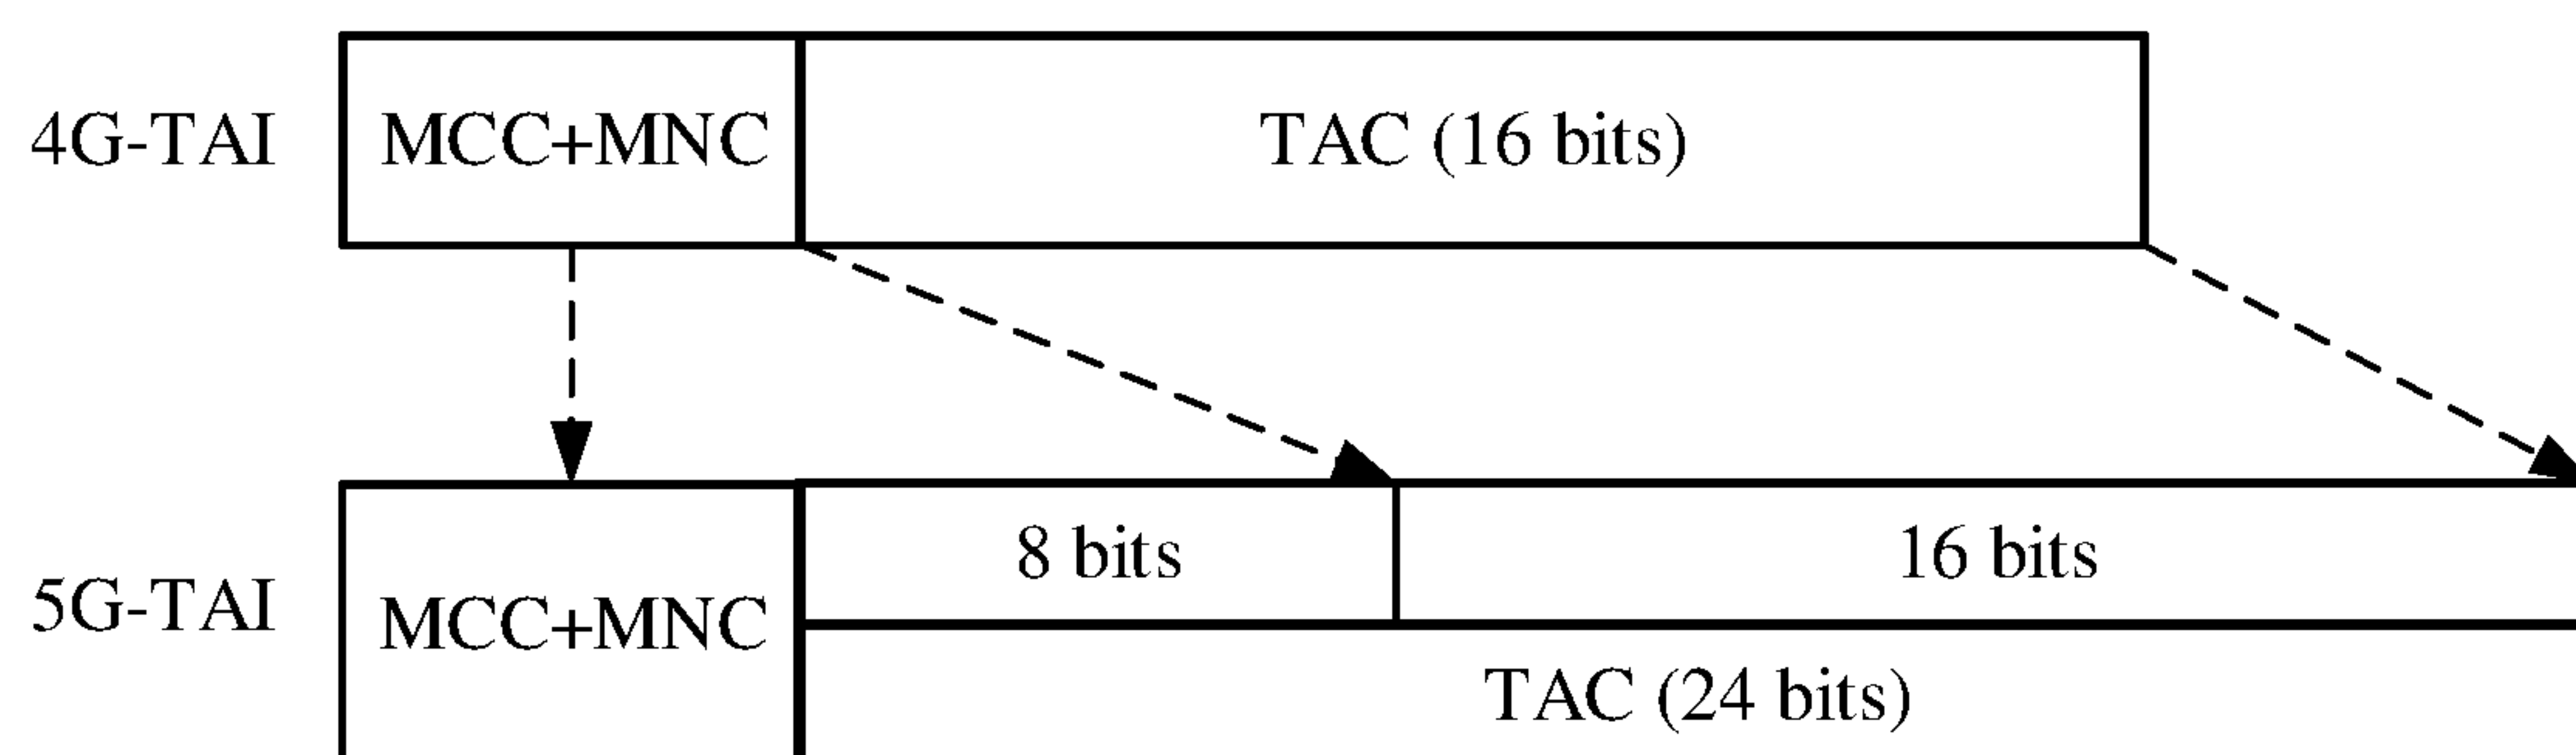 4G-TAI MCC+MNC TAC (16 bits)
8 bits 16 bits
5G-TAI MCC+MNC
TAC (24 bits)